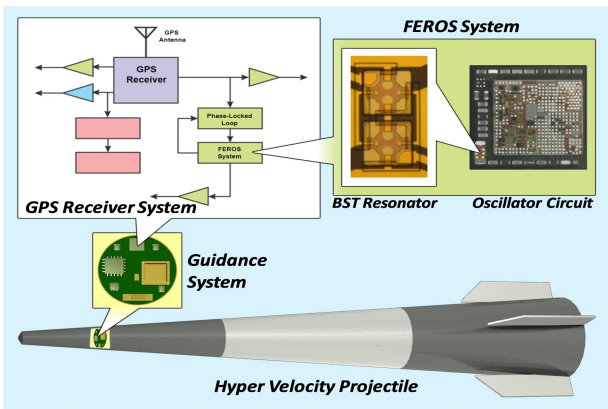 FEROS System
GPS
Antenna
GPS
Receiver
Phase-Locked
Loop
FEROS
System
GPS Receiver System
BST Resonator
Oscillator Circuit
Guidance
System
Hyper Velocity Projectile